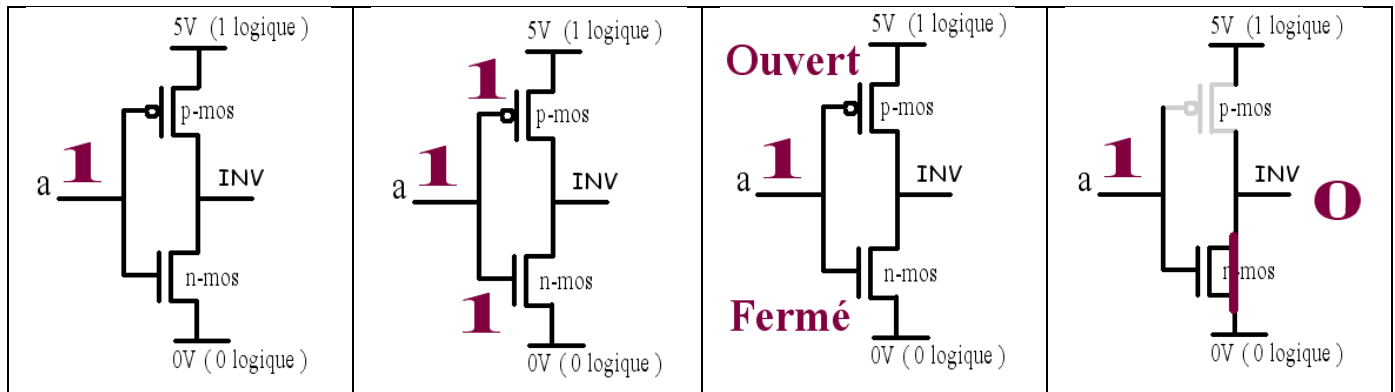 5V (1 logique )
p-mos
1
a
INV
n-mos
0V ( 0 logique )
5V (1 logique )
1
p-mos
1
a
INV
n-mos
1
0V ( 0 logique )
5V (1 logique )
Ouvert
p-mos
1
a
INV
n-mos
Fermé
0V ( 0 logique )
5V (1 logique )
p-mos
1
a
INV
0
n-mos
0V ( 0 logique )